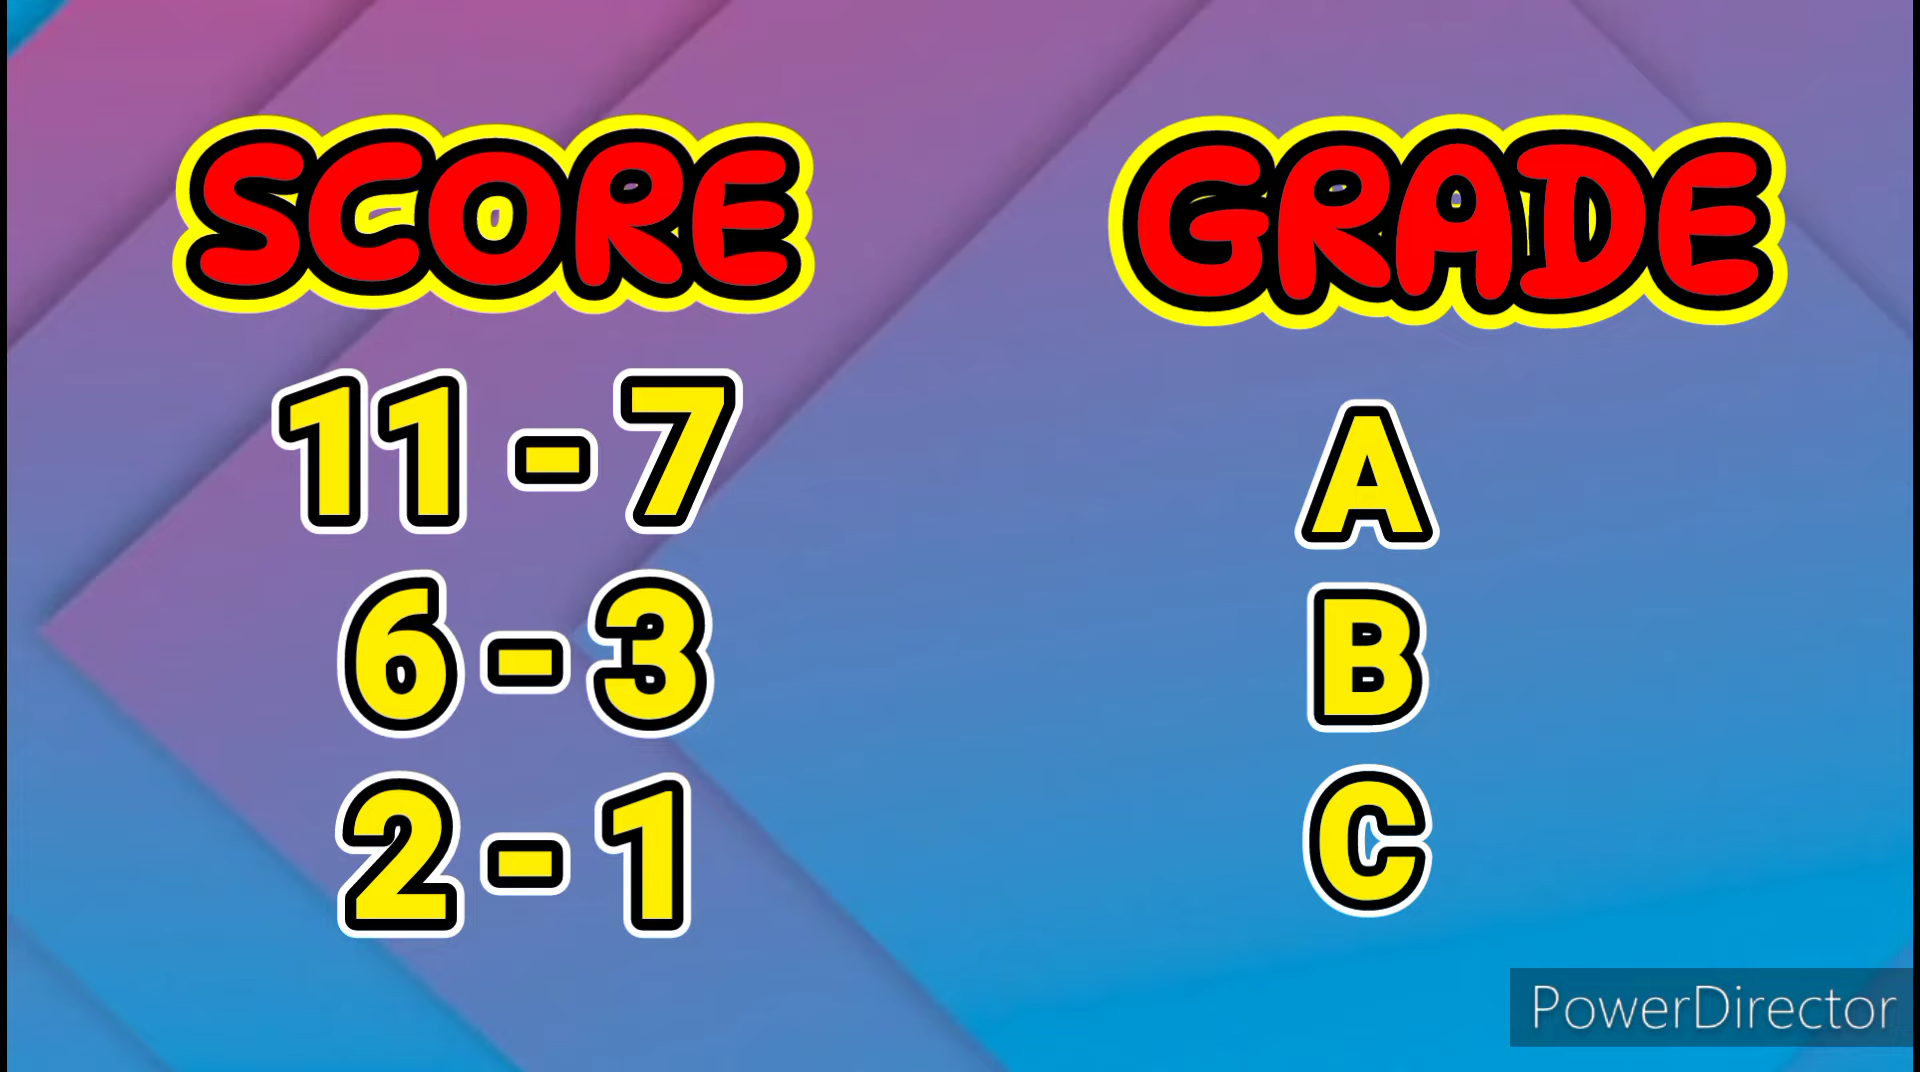 SCORE GRADE
11 - 7 A
6 - 3 B
2 - 1 C
PowerDirector